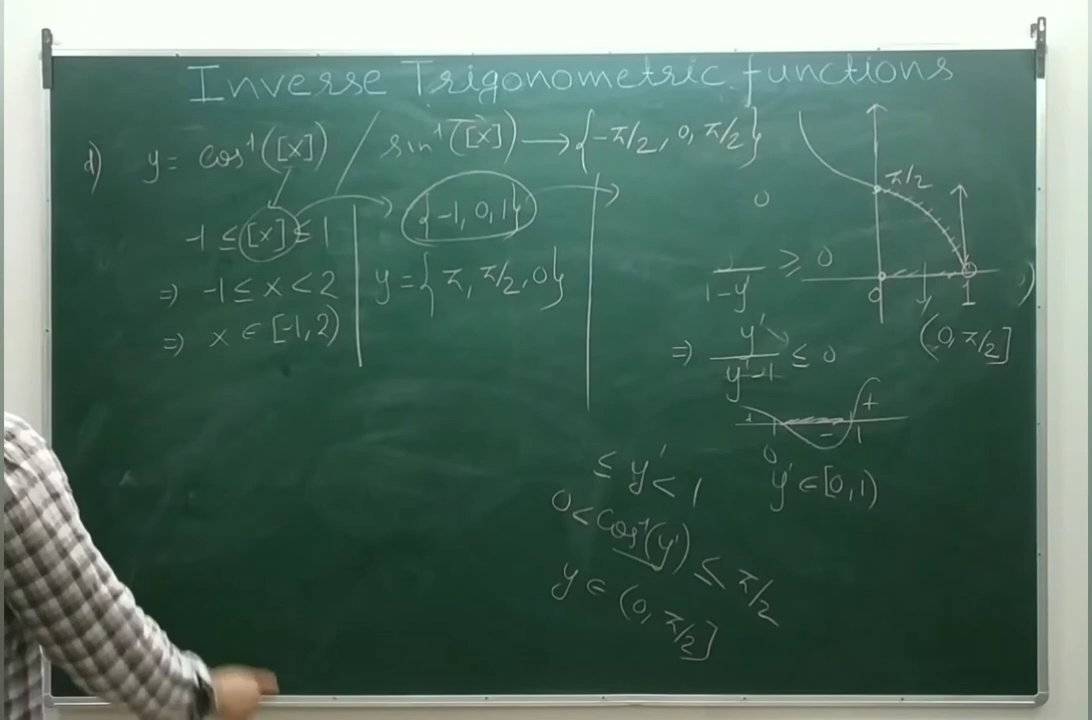 Inverse Trigonometric functions
d) y = cos⁻¹([x]) / sin⁻¹([x]) → {-π/2, 0, π/2}
-1 ≤ [x] ≤ 1
⇒ -1 ≤ x < 2
⇒ x ∈ [-1, 2)
{-1, 0, 1}
y = {π, π/2, 0}
0
1-y' ≥ 0
⇒ y'/y'-1 ≤ 0
+ - +
0 1
y' ∈ [0, 1)
≤ y' < 1
0 < cos⁻¹(y') ≤ π/2
y ∈ (0, π/2]
π/2
0 1
(0, π/2]